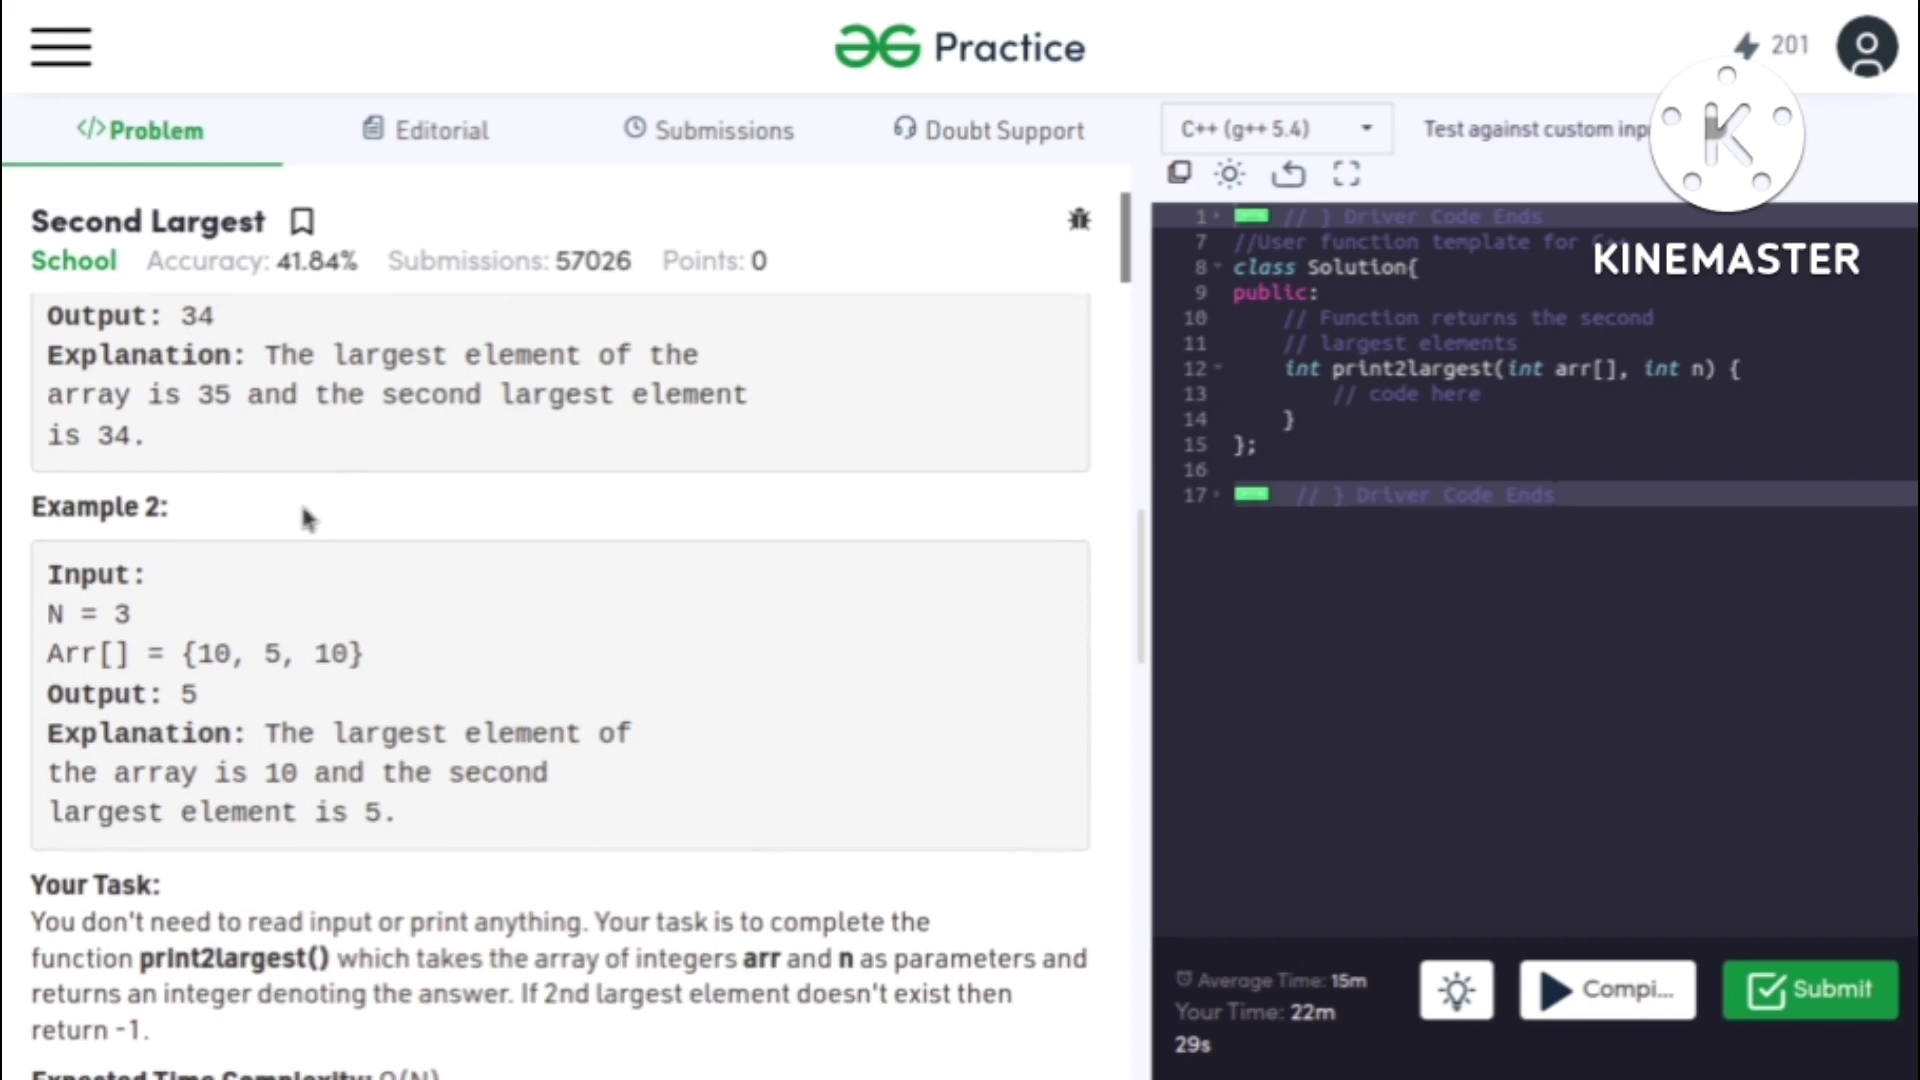 Practice
201
</>Problem
Editorial
Submissions
Doubt Support
C++ (g++ 5.4)
Test against custom inp
K
KINEMASTER
Second Largest
School Accuracy: 41.84% Submissions: 57026 Points: 0
Output: 34
Explanation: The largest element of the
array is 35 and the second largest element
is 34.
Example 2:
Input:
N = 3
Arr[] = {10, 5, 10}
Output: 5
Explanation: The largest element of
the array is 10 and the second
largest element is 5.
Your Task:
You don't need to read input or print anything. Your task is to complete the
function print2largest() which takes the array of integers arr and n as parameters and
returns an integer denoting the answer. If 2nd largest element doesn't exist then
return -1.
Expected Time Complexity: O(N)
1 // } Driver Code Ends
7 //User function template for
8 class Solution{
9 public:
10 // Function returns the second
11 // largest elements
12 int print2largest(int arr[], int n) {
13 // code here
14 }
15 };
16
17 // } Driver Code Ends
Average Time: 15m
Your Time: 22m
29s
Compi...
Submit